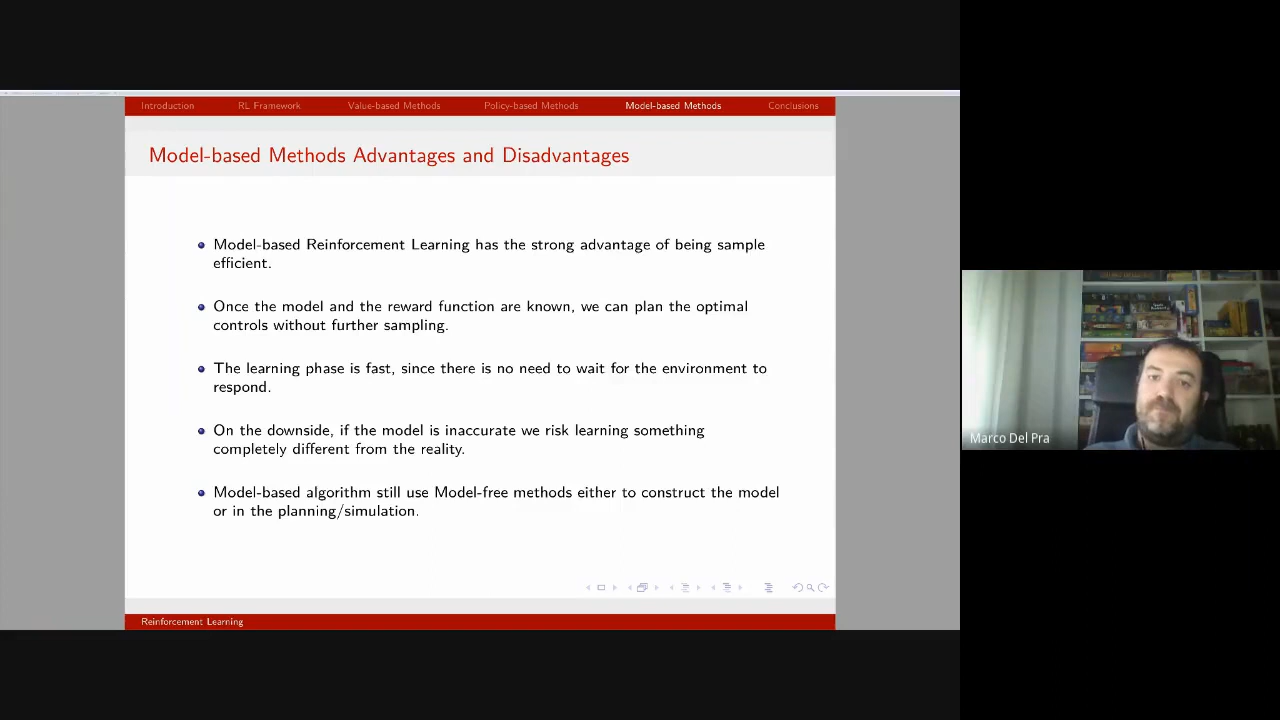 Introduction RL Framework Value-based Methods Policy-based Methods Model-based Methods Conclusions
Model-based Methods Advantages and Disadvantages
Model-based Reinforcement Learning has the strong advantage of being sample
efficient.
Once the model and the reward function are known, we can plan the optimal
controls without further sampling.
The learning phase is fast, since there is no need to wait for the environment to
respond.
On the downside, if the model is inaccurate we risk learning something
completely different from the reality.
Model-based algorithm still use Model-free methods either to construct the model
or in the planning/simulation.
Reinforcement Learning
Marco Del Pra